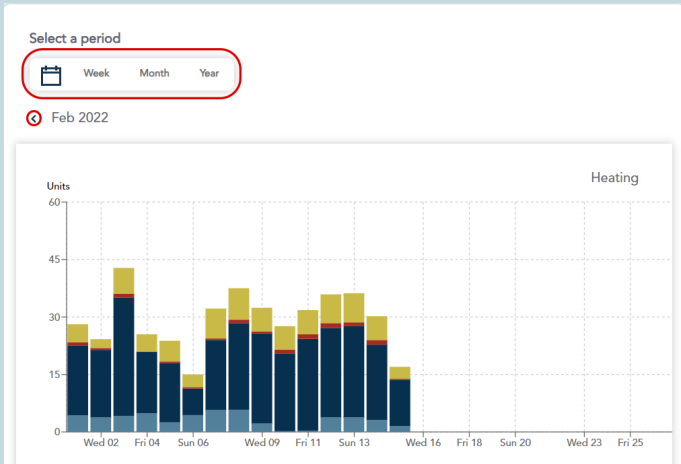 Select a period
Week Month Year
Feb 2022
Heating
Units
60
45
30
15
0
Wed 02 Fri 04 Sun 06 Wed 09 Fri 11 Sun 13 Wed 16 Fri 18 Sun 20 Wed 23 Fri 25